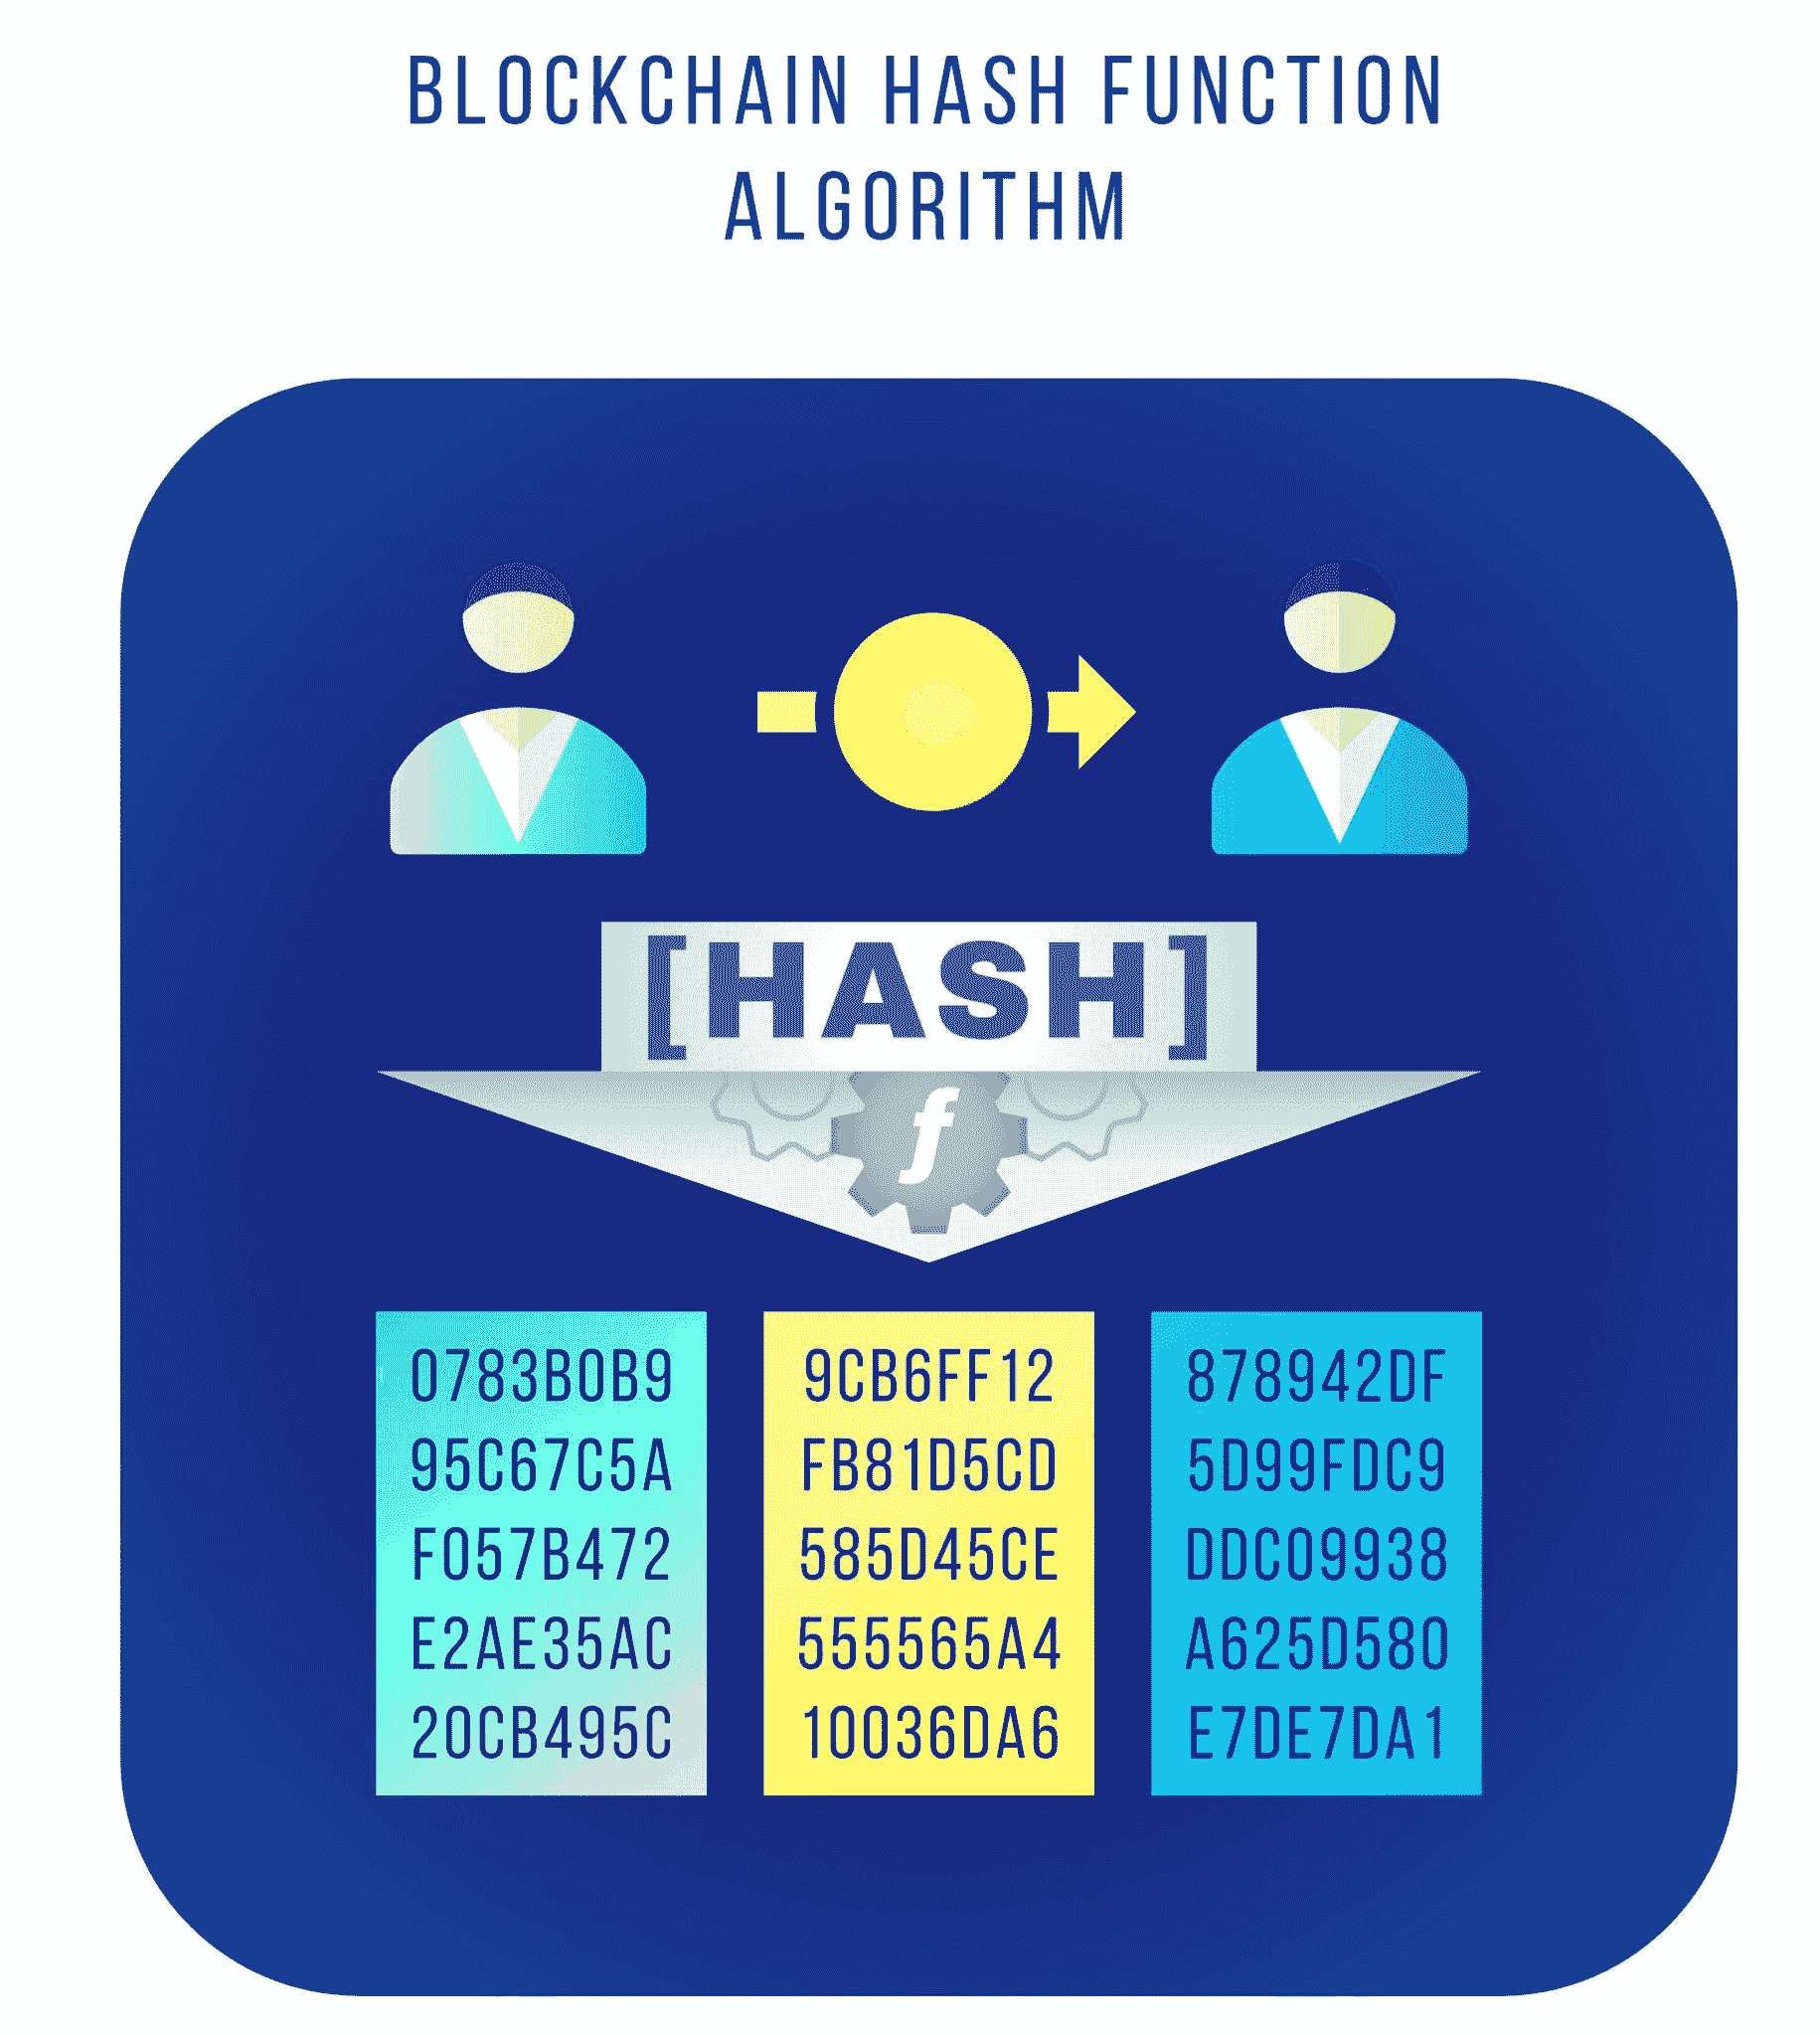 BLOCKCHAIN HASH FUNCTION
ALGORITHM
[HASH]
f
0783B0B9
95C67C5A
F057B472
E2AE35AC
20CB495C
9CB6FF12
FB81D5CD
585D45CE
555565A4
10036DA6
878942DF
5D99FDC9
DDC09938
A625D580
E7DE7DA1